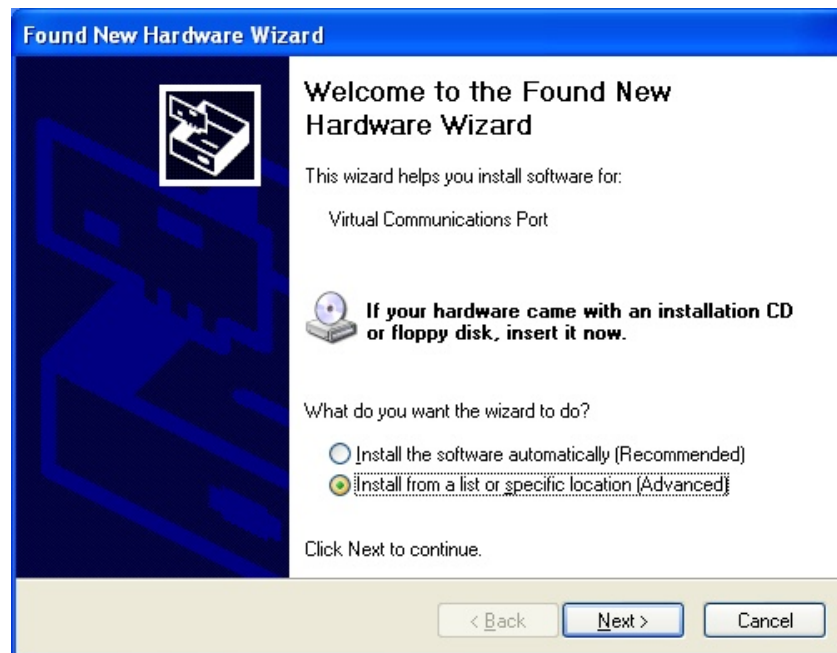 Found New Hardware Wizard
Welcome to the Found New
Hardware Wizard
This wizard helps you install software for:
Virtual Communications Port
If your hardware came with an installation CD
or floppy disk, insert it now.
What do you want the wizard to do?
Install the software automatically (Recommended)
Install from a list or specific location (Advanced)
Click Next to continue.
< Back Next > Cancel